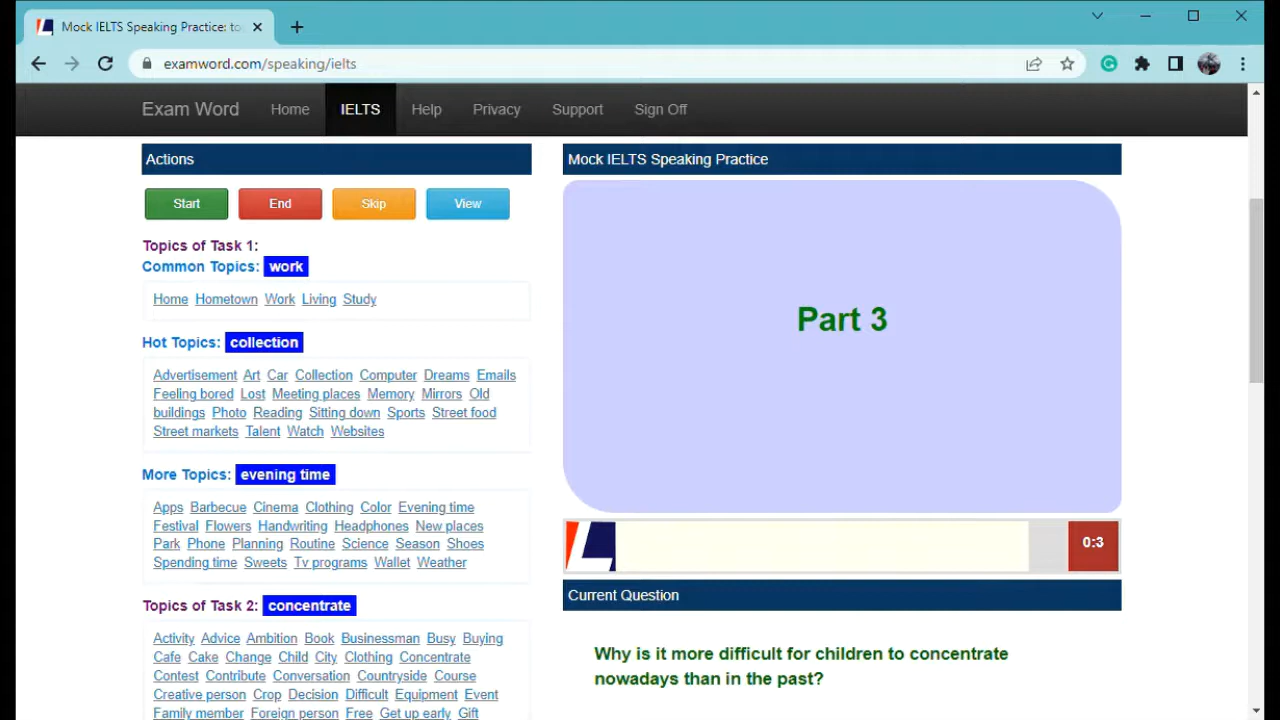 Mock IELTS Speaking Practice: to
examword.com/speaking/ielts
Exam Word Home IELTS Help Privacy Support Sign Off
Actions
Start End Skip View
Topics of Task 1:
Common Topics: work
Home Hometown Work Living Study
Hot Topics: collection
Advertisement Art Car Collection Computer Dreams Emails
Feeling bored Lost Meeting places Memory Mirrors Old
buildings Photo Reading Sitting down Sports Street food
Street markets Talent Watch Websites
More Topics: evening time
Apps Barbecue Cinema Clothing Color Evening time
Festival Flowers Handwriting Headphones New places
Park Phone Planning Routine Science Season Shoes
Spending time Sweets Tv programs Wallet Weather
Topics of Task 2: concentrate
Activity Advice Ambition Book Businessman Busy Buying
Cafe Cake Change Child City Clothing Concentrate
Contest Contribute Conversation Countryside Course
Creative person Crop Decision Difficult Equipment Event
Family member Foreign person Free Get up early Gift
Mock IELTS Speaking Practice
Part 3
0:3
Current Question
Why is it more difficult for children to concentrate
nowadays than in the past?